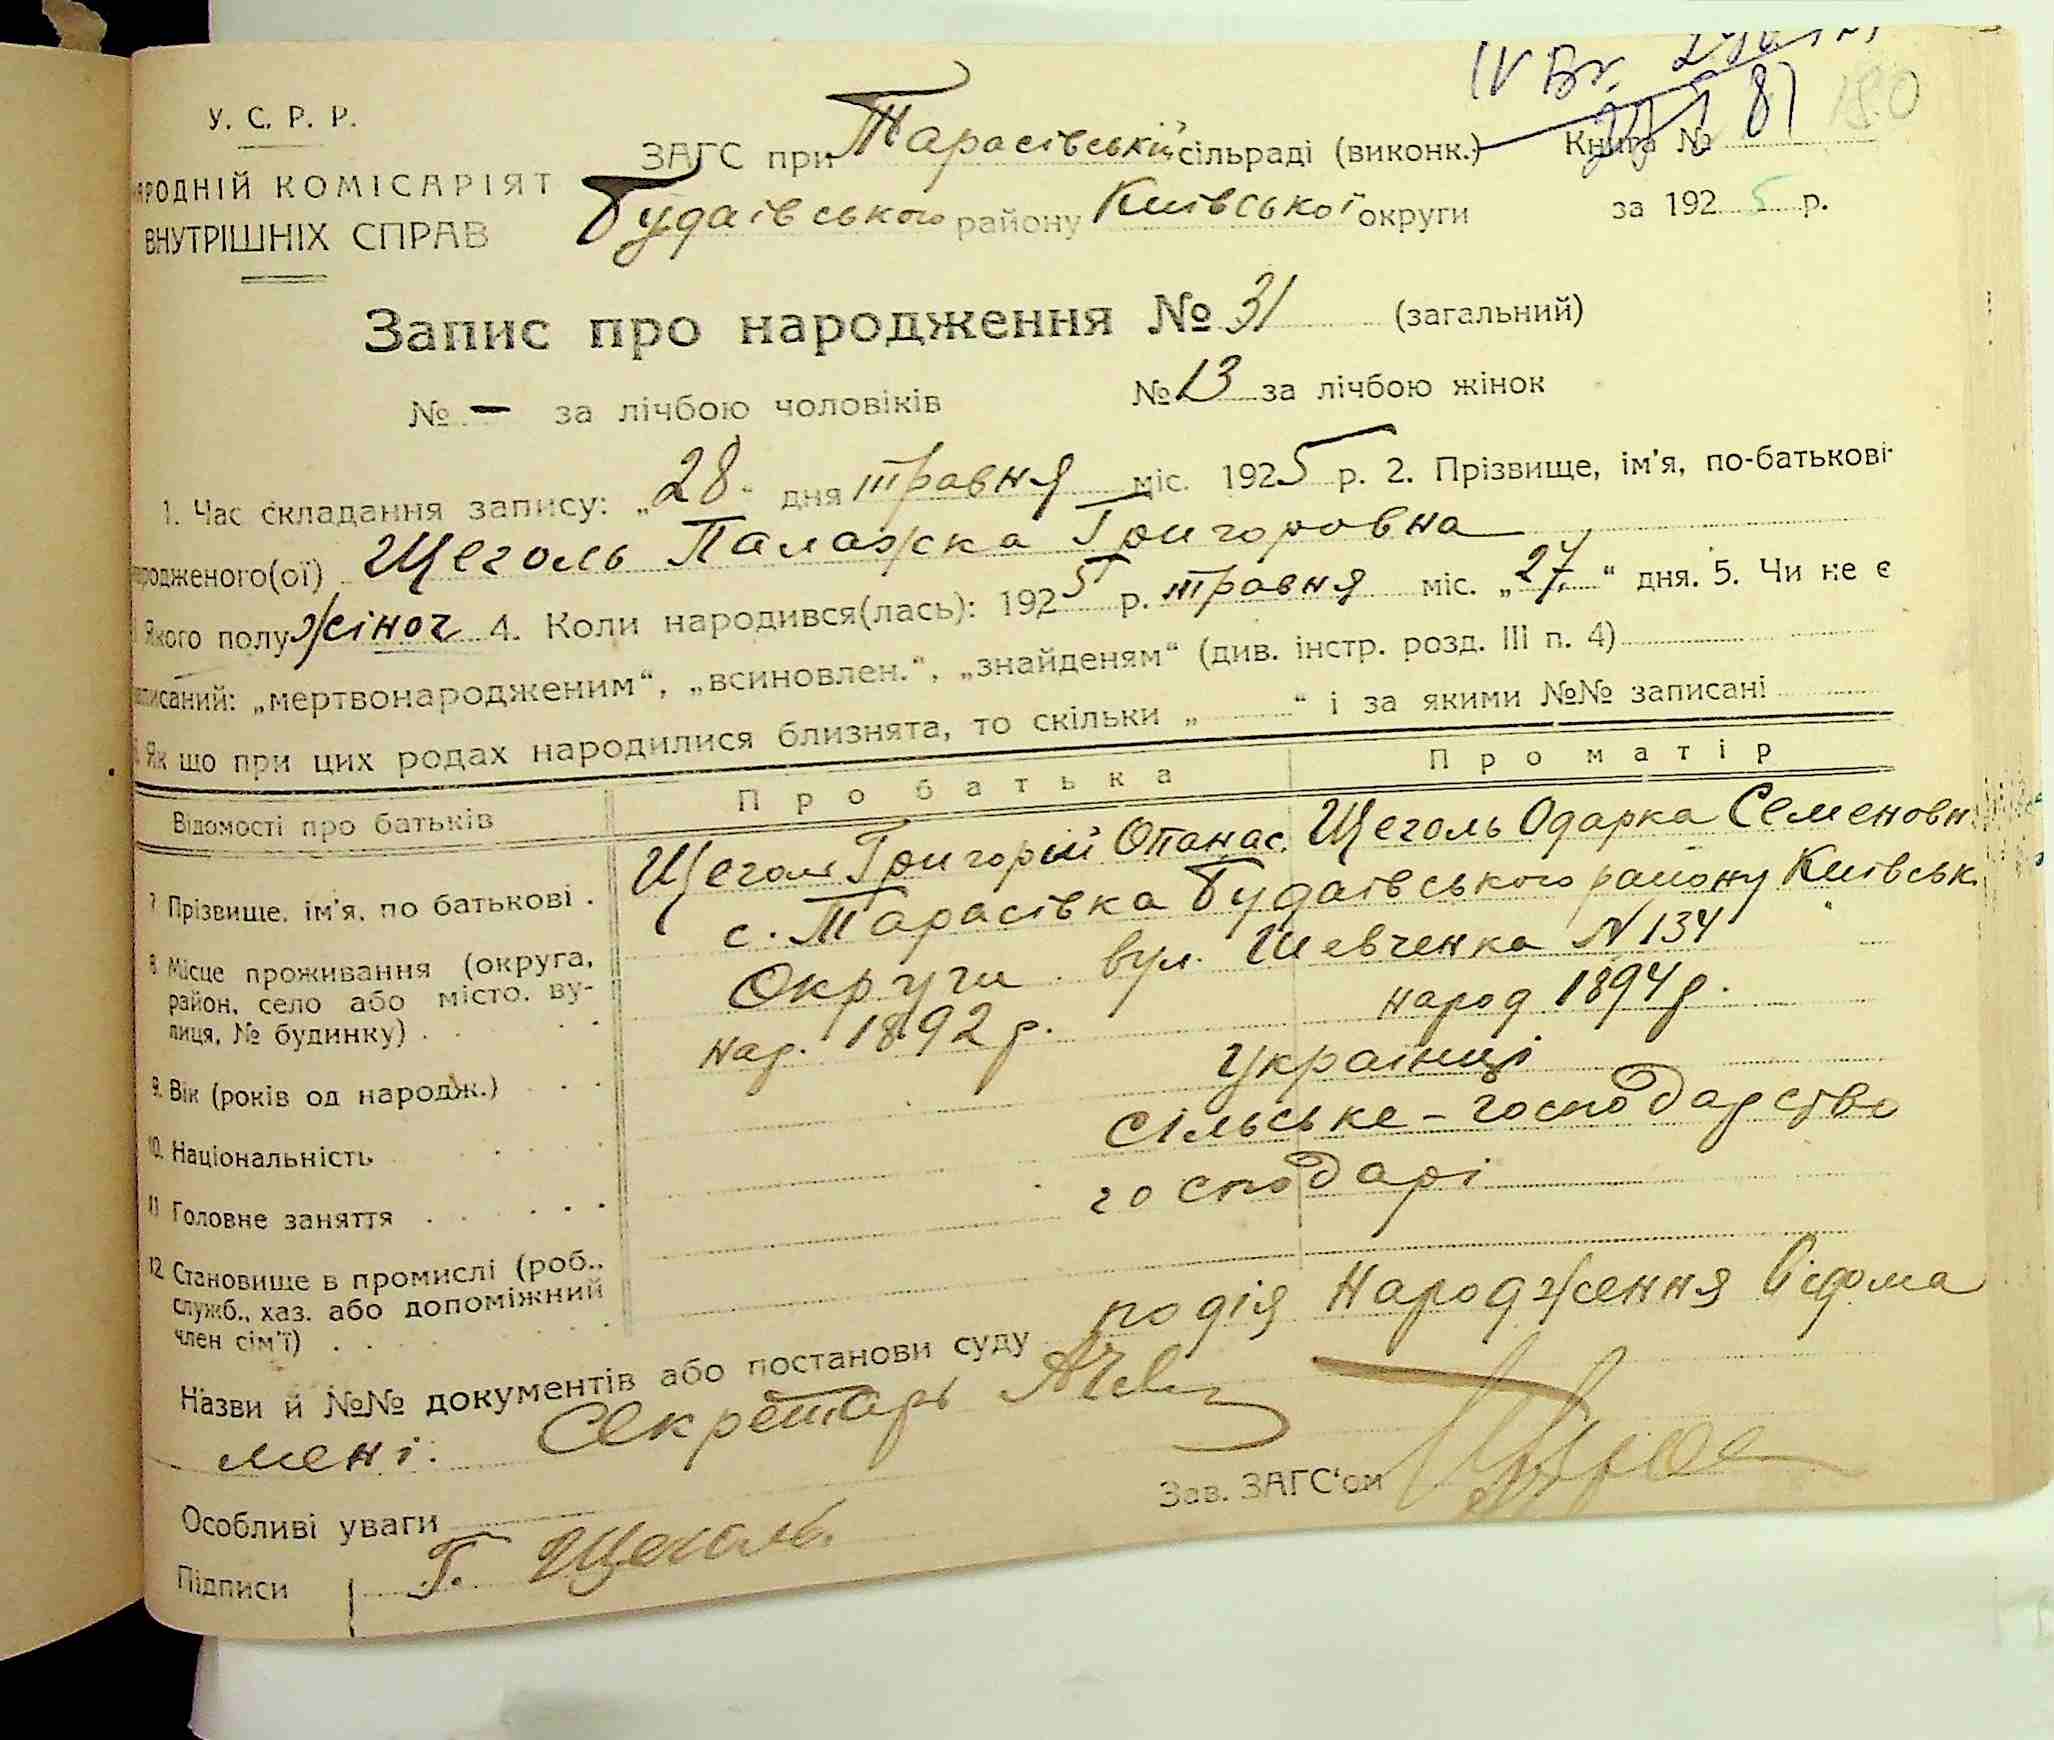 У. С. Р. Р.
НАРОДНІЙ КОМІСАРІЯТ
ВНУТРІШНІХ СПРАВ
ЗАГС при Тарасівській сільраді (виконк.)
Книга № 81 180
Будаівського району Київської округи
за 1925 р.
Запис про народження № 31 (загальний)
№ — за лічбою чоловіків № 13 за лічбою жінок
1. Час складання запису: „28“ дня травня міс. 1925 р. 2. Прізвище, ім'я, по-батькові
родженого(ої) Щеголь Палажка Григоровна
Якого полу жіноч 4. Коли народився(лась): 1925 р. травня міс. „27“ дня. 5. Чи не є
записаний: „мертвонародженим“, „всиновлен.“, „знайденям“ (див. інстр. розд. III п. 4)
Як що при цих родах народилися близнята, то скільки „ “ і за якими №№ записані
Відомості про батьків Про батька Про матір
7 Прізвище, ім'я, по батькові . Щеголь Григорій Опанас. Щеголь Одарка Семеновн
8 Місце проживання (округа, район, село або місто, вулиця, № будинку) . с. Тарасівка Будаівського району Київськ.
Округи вул. Шевченка N 134
9. Вік (років од народж.) нар. 1892 р. народ 1894 р.
10. Національність українці
11 Головне заняття сільське-господарство
12 Становище в промислі (роб., служб., хаз. або допоміжний член сім'ї) . господарі
Назви й №№ документів або постанови суду подія народження відома
мені: Секретарь
Зав. ЗАГС'ом
Особливі уваги
Підписи Г. Щеголь